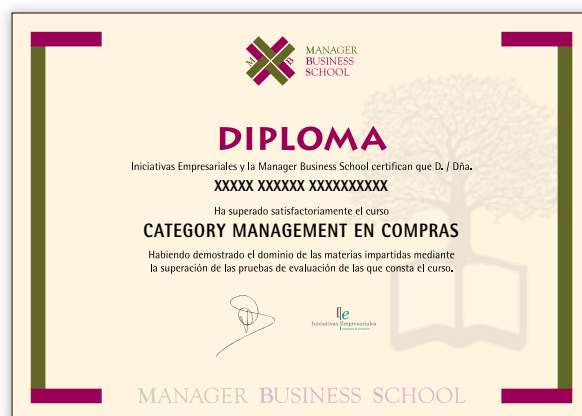 M B
MANAGER
BUSINESS
SCHOOL
DIPLOMA
Iniciativas Empresariales y la Manager Business School certifican que D. / Dña.
XXXXX XXXXXX XXXXXXXXXX
Ha superado satisfactoriamente el curso
CATEGORY MANAGEMENT EN COMPRAS
Habiendo demostrado el dominio de las materias impartidas mediante
la superación de las pruebas de evaluación de las que consta el curso.
Iniciativas Empresariales
MANAGER BUSINESS SCHOOL